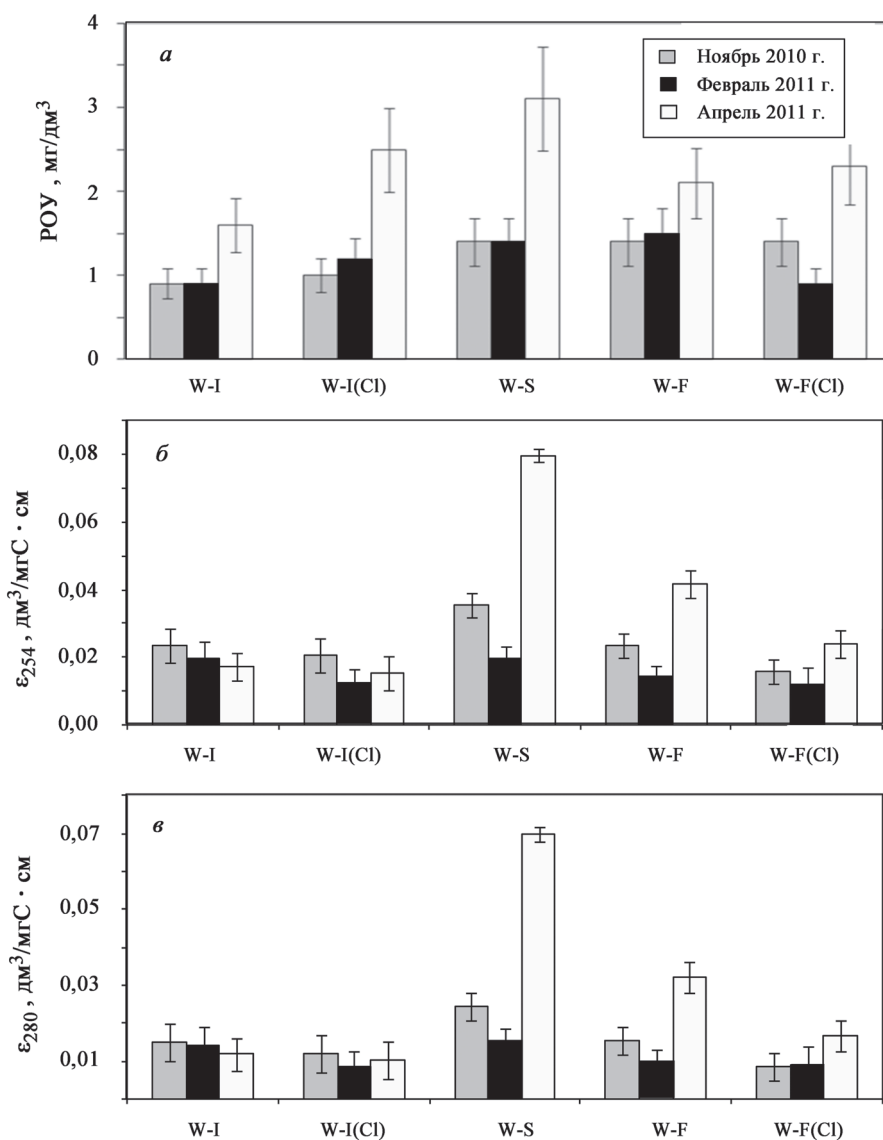 а
4
3
2
1
0
РОУ , мг/дм³
Ноябрь 2010 г.
Февраль 2011 г.
Апрель 2011 г.
W-I W-I(Cl) W-S W-F W-F(Cl)
б
0,08
0,04
0,02
0,00
ε254 , дм³/мгС · см
W-I W-I(Cl) W-S W-F W-F(Cl)
в
0,07
0,05
0,03
0,01
ε280 , дм³/мгС · см
W-I W-I(Cl) W-S W-F W-F(Cl)